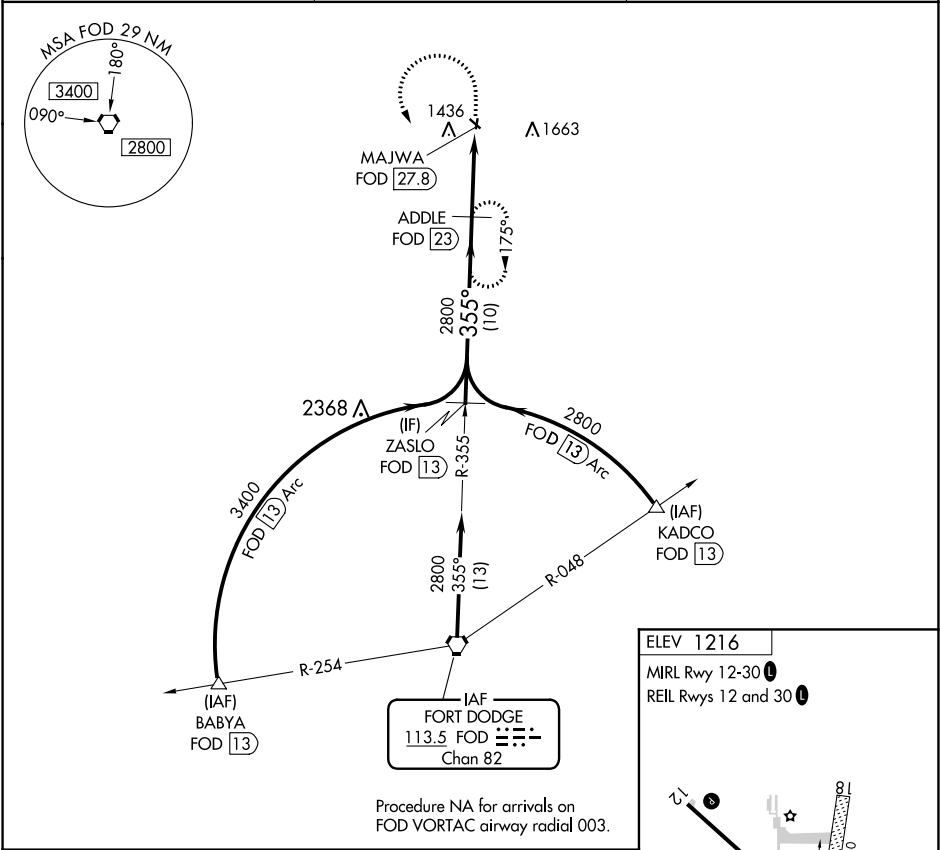 MSA FOD 29 NM
180°
3400
090°
2800
1436
1663
MAJWA
FOD 27.8
ADDLE
FOD 23
175°
2800
355°
(10)
2368
(IF)
ZASLO
FOD 13
R-355
2800
FOD 13 Arc
3400
FOD 13 Arc
(IAF)
KADCO
FOD 13
2800
355°
(13)
R-048
R-254
(IAF)
BABYA
FOD 13
IAF
FORT DODGE
113.5 FOD
Chan 82
Procedure NA for arrivals on
FOD VORTAC airway radial 003.
ELEV 1216
MIRL Rwy 12-30 L
REIL Rwys 12 and 30 L
12
P
18